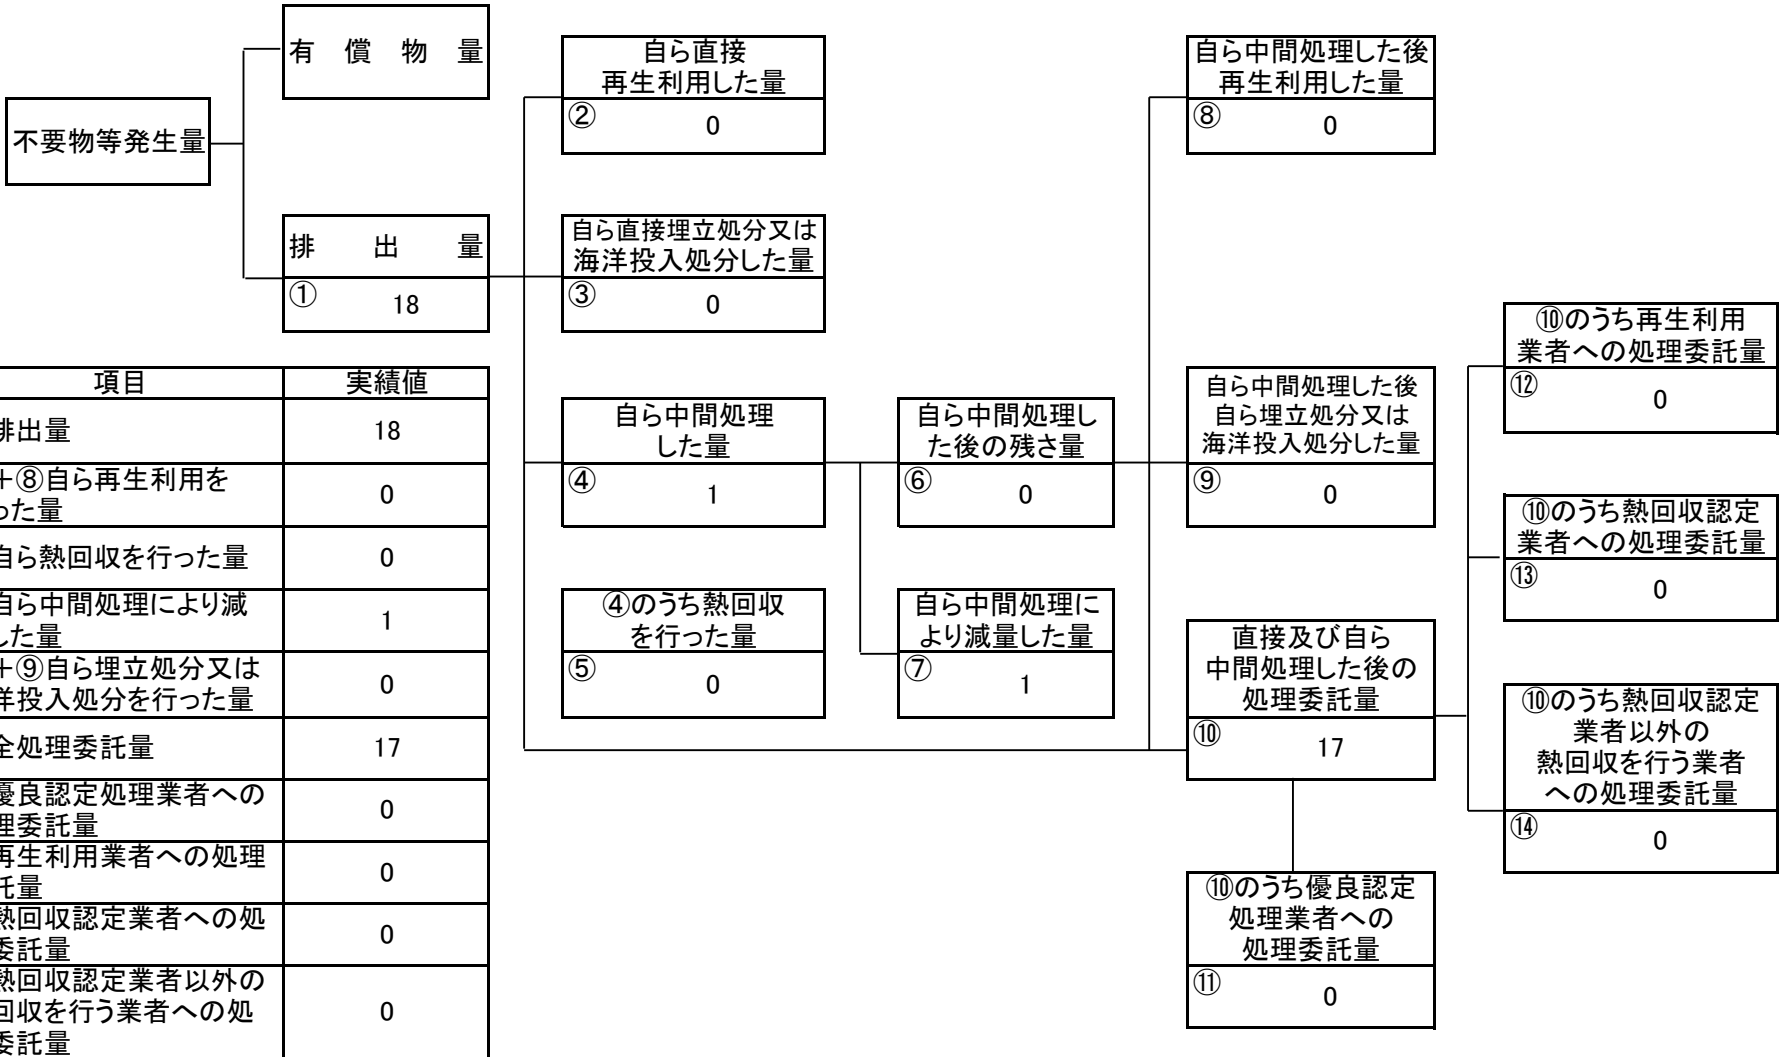 有 償 物 量
不要物等発生量
排 出 量
① 18
自ら直接
再生利用した量
② 0
自ら直接埋立処分又は
海洋投入処分した量
③ 0
自ら中間処理
した量
④ 1
④のうち熱回収
を行った量
⑤ 0
自ら中間処理し
た後の残さ量
⑥ 0
自ら中間処理に
より減量した量
⑦ 1
自ら中間処理した後
再生利用した量
⑧ 0
自ら中間処理した後
自ら埋立処分又は
海洋投入処分した量
⑨ 0
直接及び自ら
中間処理した後の
処理委託量
⑩ 17
⑩のうち優良認定
処理業者への
処理委託量
⑪ 0
⑩のうち再生利用
業者への処理委託量
⑫ 0
⑩のうち熱回収認定
業者への処理委託量
⑬ 0
⑩のうち熱回収認定
業者以外の
熱回収を行う業者
への処理委託量
⑭ 0
項目 実績値
排出量 18
+⑧自ら再生利用を
った量 0
自ら熱回収を行った量 0
自ら中間処理により減
した量 1
+⑨自ら埋立処分又は
洋投入処分を行った量 0
全処理委託量 17
優良認定処理業者への
理委託量 0
再生利用業者への処理
託量 0
熱回収認定業者への処
委託量 0
熱回収認定業者以外の
回収を行う業者への処
委託量 0